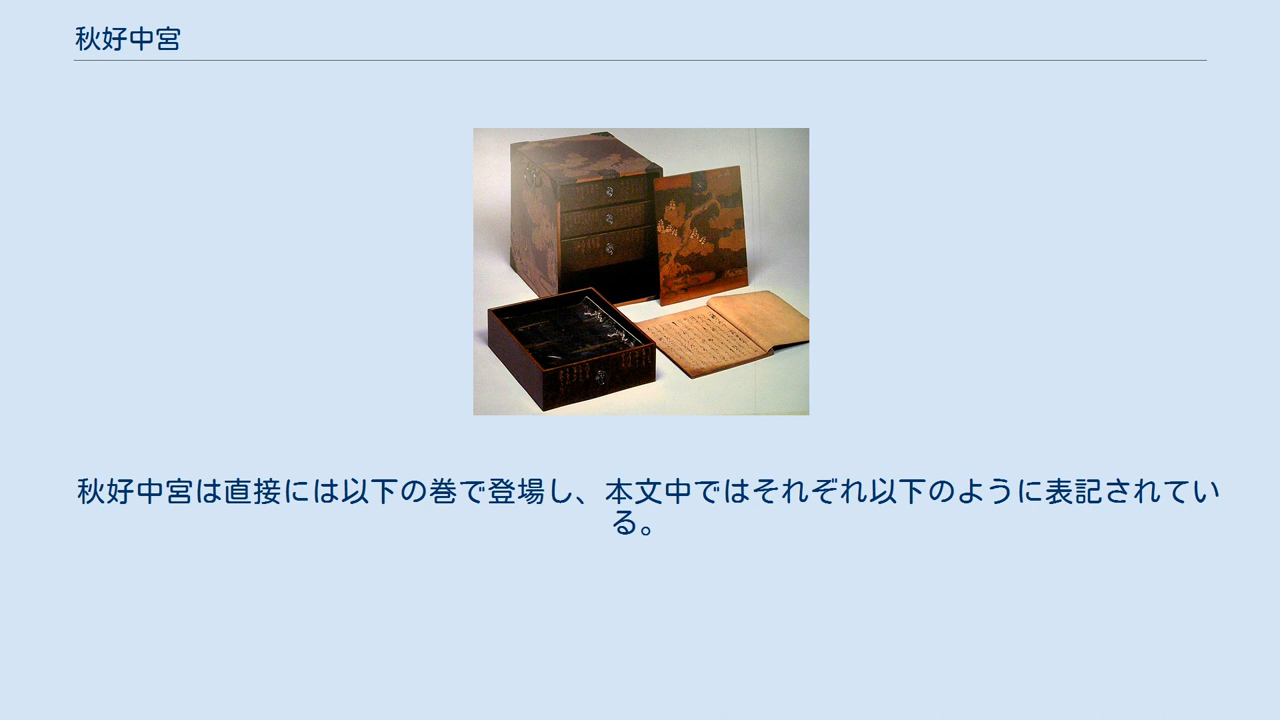 秋好中宮
秋好中宮は直接には以下の巻で登場し、本文中ではそれぞれ以下のように表記されてい
る。